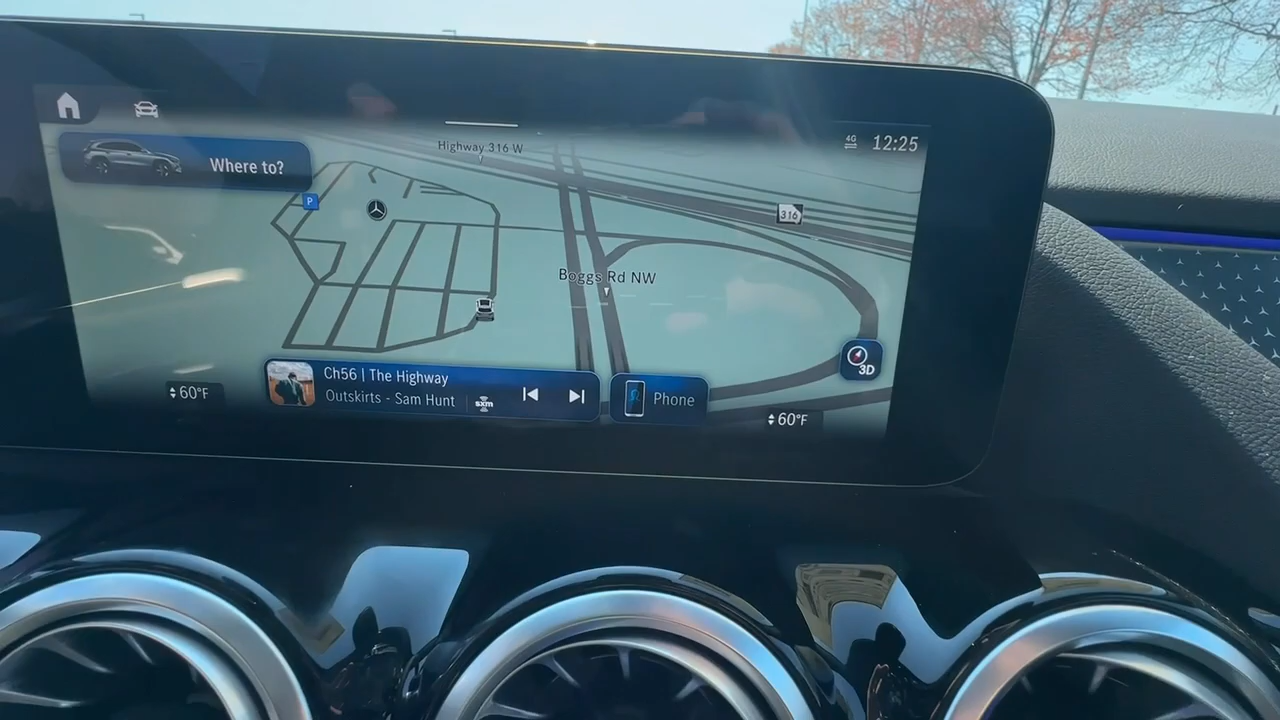 Highway 316 W
4G
12:25
Where to?
P
316
Boggs Rd NW
3D
60°F
Ch56 | The Highway
Outskirts - Sam Hunt
sxm
Phone
60°F